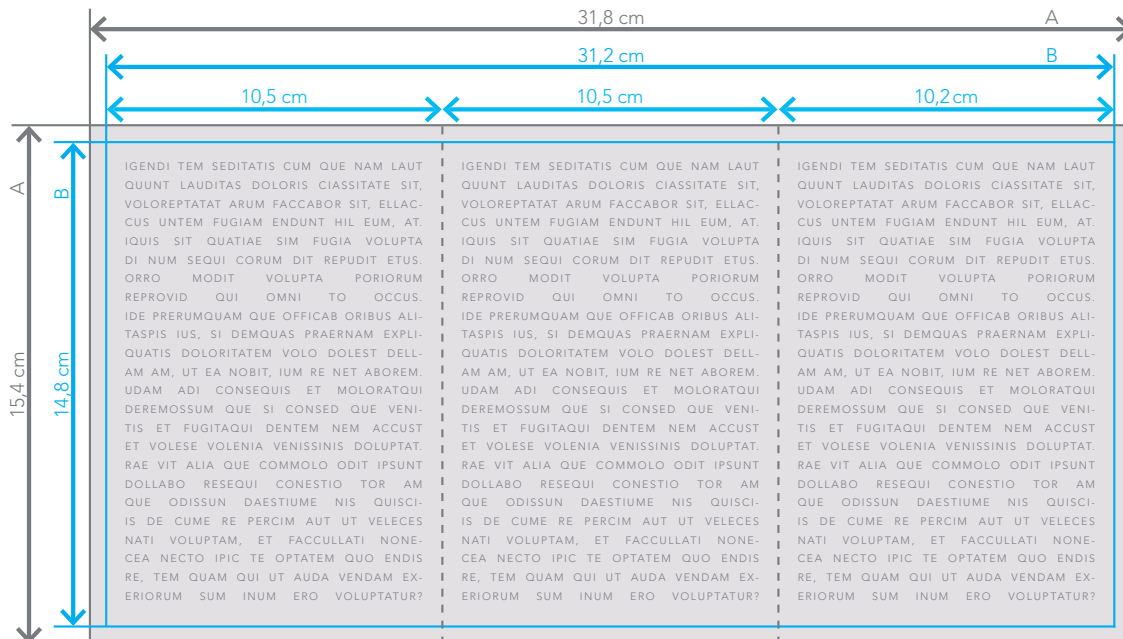 31,8 cm
A
31,2 cm
B
10,5 cm
10,5 cm
10,2 cm
A
B
15,4 cm
14,8 cm
IGENDI TEM SEDITATIS CUM QUE NAM LAUT
QUUNT LAUDITAS DOLORIS CIASSITATE SIT,
VOLOREPTATAT ARUM FACCABOR SIT, ELLAC-
CUS UNTEM FUGIAM ENDUNT HIL EUM, AT.
IQUIS SIT QUATIAE SIM FUGIA VOLUPTA
DI NUM SEQUI CORUM DIT REPUDIT ETUS.
ORRO MODIT VOLUPTA PORIORUM
REPROVID QUI OMNI TO OCCUS.
IDE PRERUMQUAM QUE OFFICAB ORIBUS ALI-
TASPIS IUS, SI DEMQUAS PRAERNAM EXPLI-
QUATIS DOLORITATEM VOLO DOLEST DELL-
AM AM, UT EA NOBIT, IUM RE NET ABOREM.
UDAM ADI CONSEQUIS ET MOLORATQUI
DEREMOSSUM QUE SI CONSED QUE VENI-
TIS ET FUGITAQUI DENTEM NEM ACCUST
ET VOLESE VOLENIA VENISSINIS DOLUPTAT.
RAE VIT ALIA QUE COMMOLO ODIT IPSUNT
DOLLABO RESEQUI CONESTIO TOR AM
QUE ODISSUN DAESTIUME NIS QUISCI-
IS DE CUME RE PERCIM AUT UT VELECES
NATI VOLUPTAM, ET FACCULLATI NONE-
CEA NECTO IPIC TE OPTATEM QUO ENDIS
RE, TEM QUAM QUI UT AUDA VENDAM EX-
ERIORUM SUM INUM ERO VOLUPTATUR?
IGENDI TEM SEDITATIS CUM QUE NAM LAUT
QUUNT LAUDITAS DOLORIS CIASSITATE SIT,
VOLOREPTATAT ARUM FACCABOR SIT, ELLAC-
CUS UNTEM FUGIAM ENDUNT HIL EUM, AT.
IQUIS SIT QUATIAE SIM FUGIA VOLUPTA
DI NUM SEQUI CORUM DIT REPUDIT ETUS.
ORRO MODIT VOLUPTA PORIORUM
REPROVID QUI OMNI TO OCCUS.
IDE PRERUMQUAM QUE OFFICAB ORIBUS ALI-
TASPIS IUS, SI DEMQUAS PRAERNAM EXPLI-
QUATIS DOLORITATEM VOLO DOLEST DELL-
AM AM, UT EA NOBIT, IUM RE NET ABOREM.
UDAM ADI CONSEQUIS ET MOLORATQUI
DEREMOSSUM QUE SI CONSED QUE VENI-
TIS ET FUGITAQUI DENTEM NEM ACCUST
ET VOLESE VOLENIA VENISSINIS DOLUPTAT.
RAE VIT ALIA QUE COMMOLO ODIT IPSUNT
DOLLABO RESEQUI CONESTIO TOR AM
QUE ODISSUN DAESTIUME NIS QUISCI-
IS DE CUME RE PERCIM AUT UT VELECES
NATI VOLUPTAM, ET FACCULLATI NONE-
CEA NECTO IPIC TE OPTATEM QUO ENDIS
RE, TEM QUAM QUI UT AUDA VENDAM EX-
ERIORUM SUM INUM ERO VOLUPTATUR?
IGENDI TEM SEDITATIS CUM QUE NAM LAUT
QUUNT LAUDITAS DOLORIS CIASSITATE SIT,
VOLOREPTATAT ARUM FACCABOR SIT, ELLAC-
CUS UNTEM FUGIAM ENDUNT HIL EUM, AT.
IQUIS SIT QUATIAE SIM FUGIA VOLUPTA
DI NUM SEQUI CORUM DIT REPUDIT ETUS.
ORRO MODIT VOLUPTA PORIORUM
REPROVID QUI OMNI TO OCCUS.
IDE PRERUMQUAM QUE OFFICAB ORIBUS ALI-
TASPIS IUS, SI DEMQUAS PRAERNAM EXPLI-
QUATIS DOLORITATEM VOLO DOLEST DELL-
AM AM, UT EA NOBIT, IUM RE NET ABOREM.
UDAM ADI CONSEQUIS ET MOLORATQUI
DEREMOSSUM QUE SI CONSED QUE VENI-
TIS ET FUGITAQUI DENTEM NEM ACCUST
ET VOLESE VOLENIA VENISSINIS DOLUPTAT.
RAE VIT ALIA QUE COMMOLO ODIT IPSUNT
DOLLABO RESEQUI CONESTIO TOR AM
QUE ODISSUN DAESTIUME NIS QUISCI-
IS DE CUME RE PERCIM AUT UT VELECES
NATI VOLUPTAM, ET FACCULLATI NONE-
CEA NECTO IPIC TE OPTATEM QUO ENDIS
RE, TEM QUAM QUI UT AUDA VENDAM EX-
ERIORUM SUM INUM ERO VOLUPTATUR?